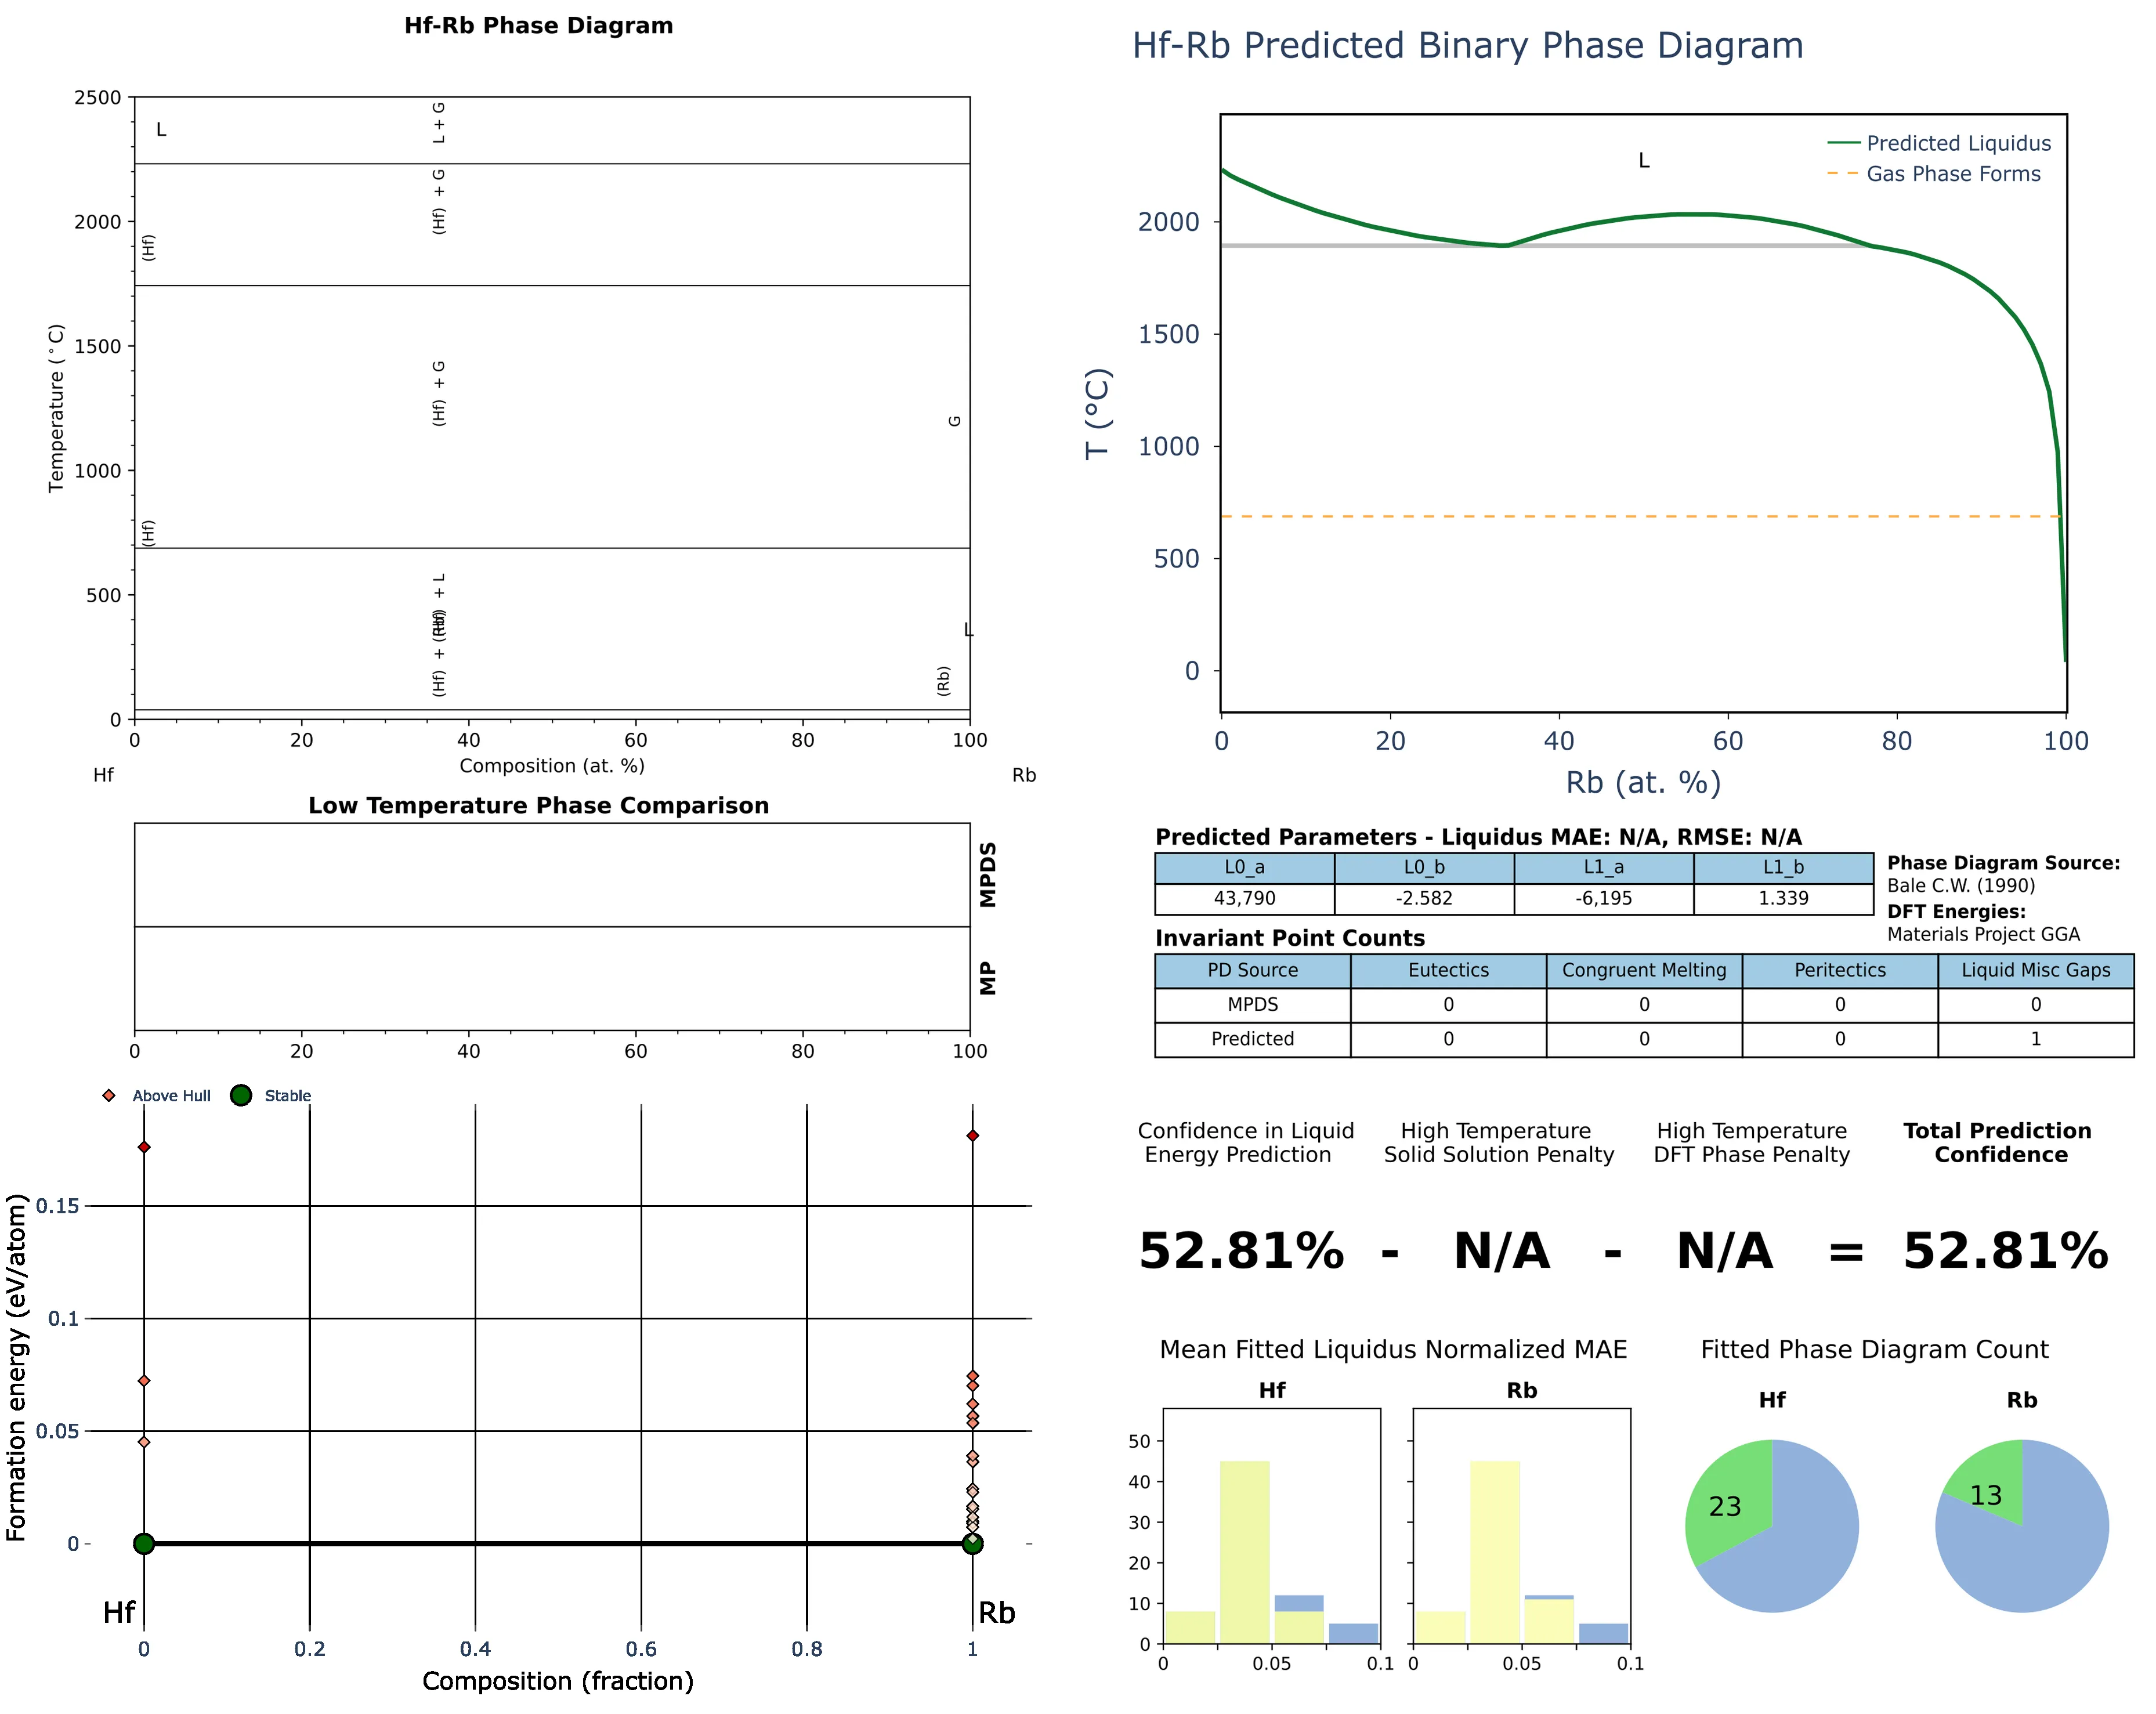 Hf-Rb Phase Diagram
2500
2000
1500
1000
500
0
Temperature (°C)
L
L + G
(Hf) + G
(Hf)
(Hf) + G
G
(Hf)
(Hf) + L
(Hf) + (Rb)
L
(Rb)
0 20 40 60 80 100
Composition (at. %)
Hf Rb
Low Temperature Phase Comparison
MPDS
MP
0 20 40 60 80 100
Above Hull Stable
0.15
0.1
0.05
0
Formation energy (eV/atom)
Hf Rb
0 0.2 0.4 0.6 0.8 1
Composition (fraction)
Hf-Rb Predicted Binary Phase Diagram
L
Predicted Liquidus
Gas Phase Forms
2000
1500
1000
500
0
T (°C)
0 20 40 60 80 100
Rb (at. %)
Predicted Parameters - Liquidus MAE: N/A, RMSE: N/A
L0_a L0_b L1_a L1_b
43,790 -2.582 -6,195 1.339
Phase Diagram Source:
Bale C.W. (1990)
DFT Energies:
Materials Project GGA
Invariant Point Counts
PD Source Eutectics Congruent Melting Peritectics Liquid Misc Gaps
MPDS 0 0 0 0
Predicted 0 0 0 1
Confidence in Liquid
Energy Prediction
High Temperature
Solid Solution Penalty
High Temperature
DFT Phase Penalty
Total Prediction
Confidence
52.81% - N/A - N/A = 52.81%
Mean Fitted Liquidus Normalized MAE
Hf Rb
50
40
30
20
10
0
0 0.05 0.1 0 0.05 0.1
Fitted Phase Diagram Count
Hf Rb
23 13